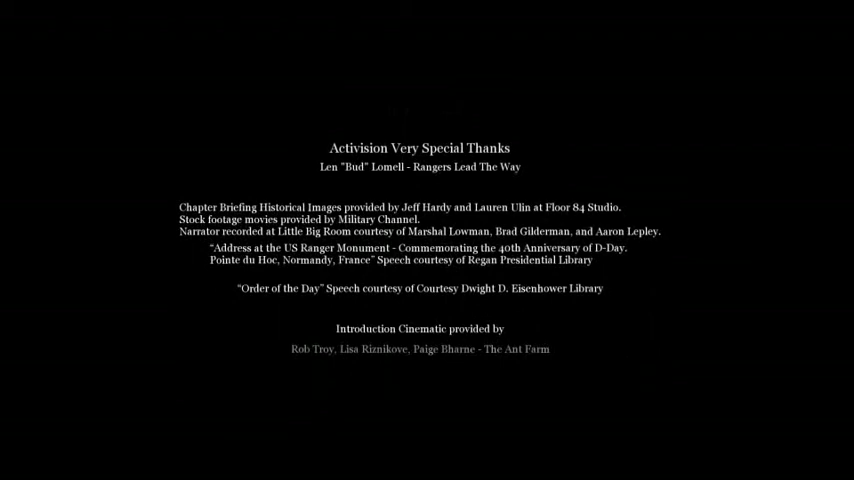 Activision Very Special Thanks
Len "Bud" Lomell - Rangers Lead The Way
Chapter Briefing Historical Images provided by Jeff Hardy and Lauren Ulin at Floor 84 Studio.
Stock footage movies provided by Military Channel.
Narrator recorded at Little Big Room courtesy of Marshal Lowman, Brad Gilderman, and Aaron Lepley.
“Address at the US Ranger Monument - Commemorating the 40th Anniversary of D-Day.
Pointe du Hoc, Normandy, France” Speech courtesy of Regan Presidential Library
“Order of the Day” Speech courtesy of Courtesy Dwight D. Eisenhower Library
Introduction Cinematic provided by
Rob Troy, Lisa Riznikove, Paige Bharne - The Ant Farm